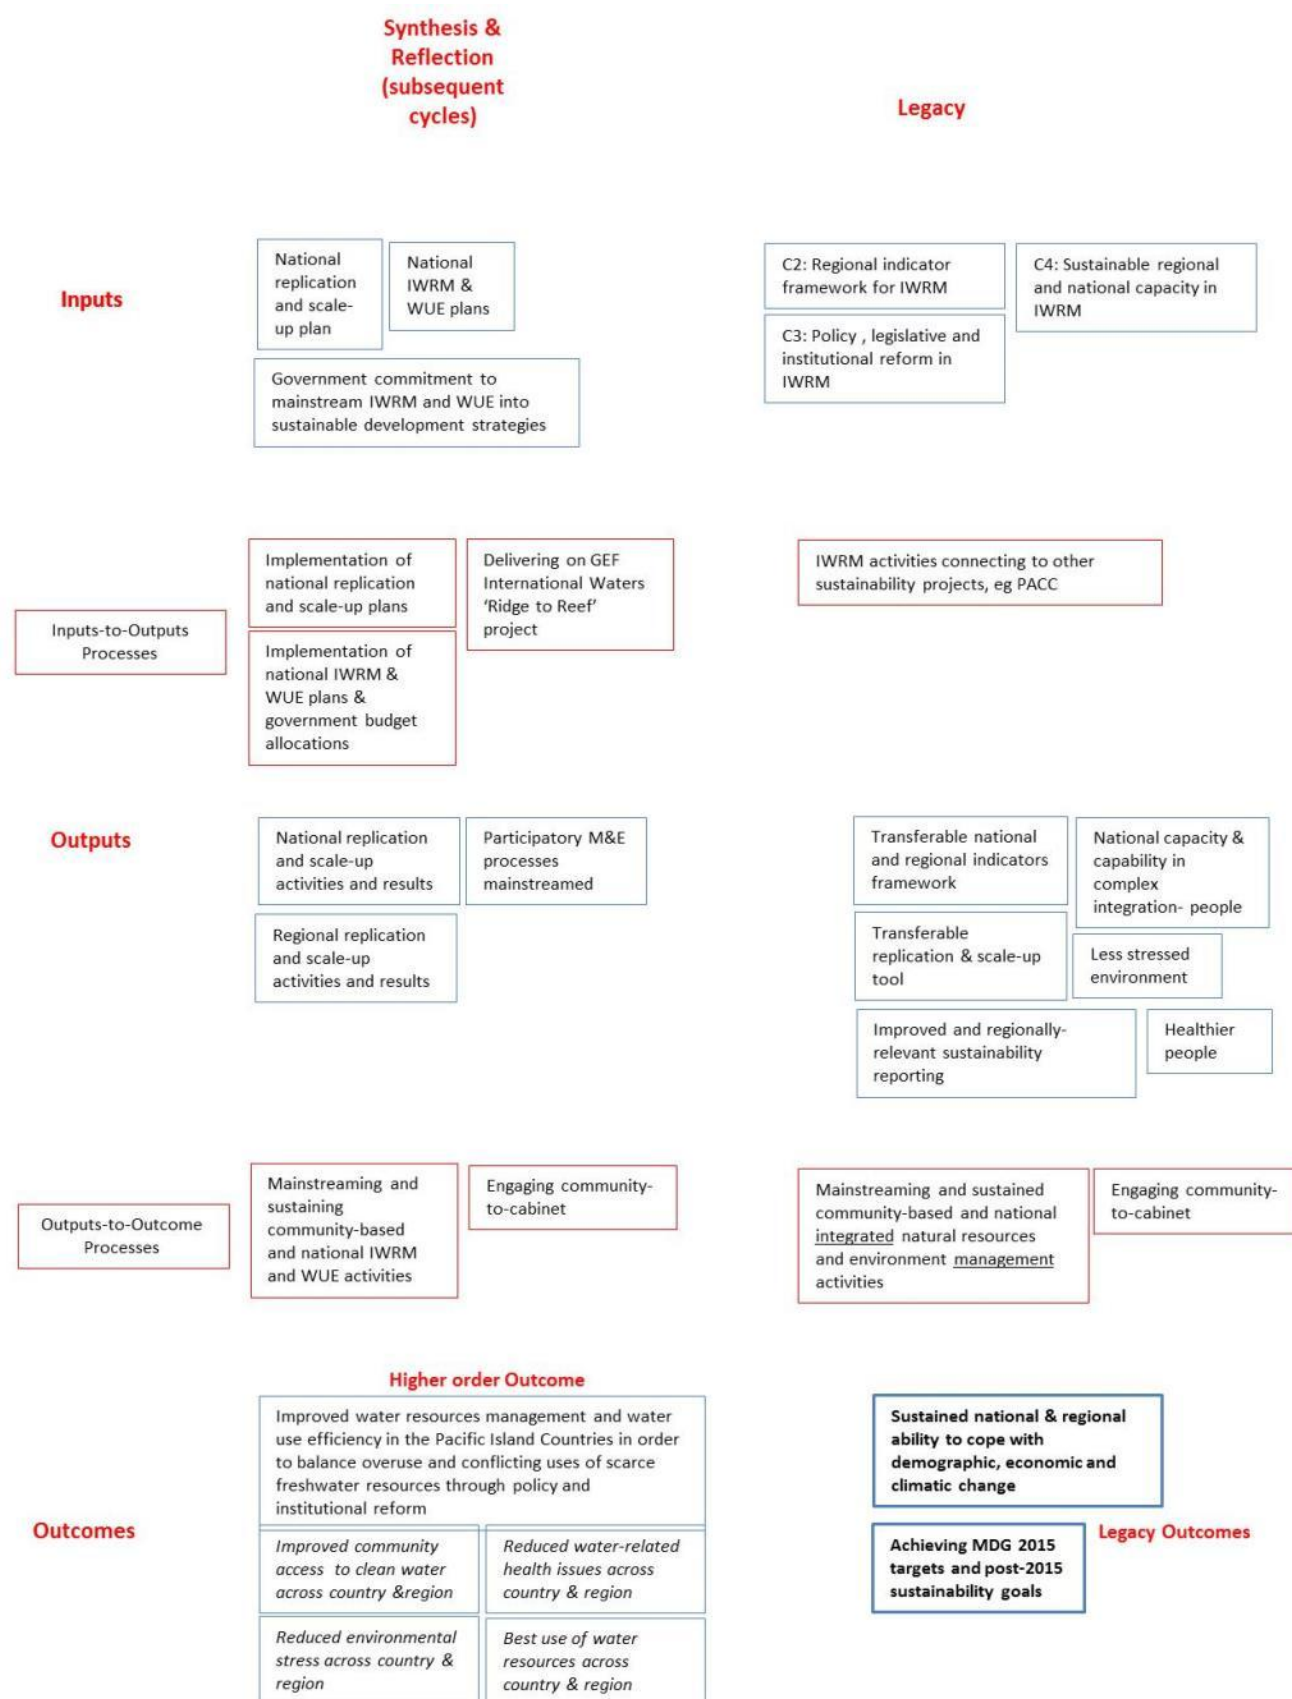 Synthesis &
Reflection
(subsequent
cycles)
Legacy
Inputs
National
replication
and scale-
up plan
National
IWRM &
WUE plans
Government commitment to
mainstream IWRM and WUE into
sustainable development strategies
C2: Regional indicator
framework for IWRM
C4: Sustainable regional
and national capacity in
IWRM
C3: Policy , legislative and
institutional reform in
IWRM
Inputs-to-Outputs
Processes
Implementation of
national replication
and scale-up plans
Delivering on GEF
International Waters
‘Ridge to Reef’
project
Implementation of
national IWRM &
WUE plans &
government budget
allocations
IWRM activities connecting to other
sustainability projects, eg PACC
Outputs
National replication
and scale-up
activities and results
Participatory M&E
processes
mainstreamed
Regional replication
and scale-up
activities and results
Transferable national
and regional indicators
framework
National capacity &
capability in
complex
integration- people
Transferable
replication & scale-up
tool
Less stressed
environment
Improved and regionally-
relevant sustainability
reporting
Healthier
people
Outputs-to-Outcome
Processes
Mainstreaming and
sustaining
community-based
and national IWRM
and WUE activities
Engaging community-
to-cabinet
Mainstreaming and sustained
community-based and national
integrated natural resources
and environment management
activities
Engaging community-
to-cabinet
Higher order Outcome
Outcomes
Improved water resources management and water
use efficiency in the Pacific Island Countries in order
to balance overuse and conflicting uses of scarce
freshwater resources through policy and
institutional reform
Improved community
access to clean water
across country &region
Reduced water-related
health issues across
country & region
Reduced environmental
stress across country &
region
Best use of water
resources across
country & region
Sustained national & regional
ability to cope with
demographic, economic and
climatic change
Achieving MDG 2015
targets and post-2015
sustainability goals
Legacy Outcomes